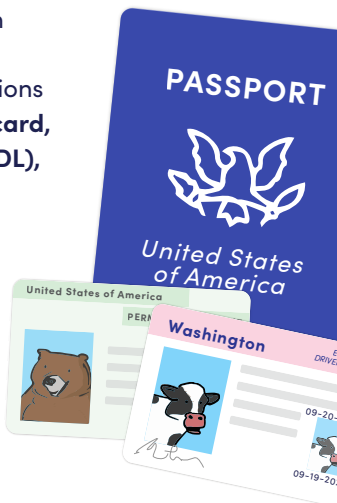 ions
card,
DL),
PASSPORT
United States
of America
United States of America
PERM
Washington
E
DRIVE
09-20-
09-19-20